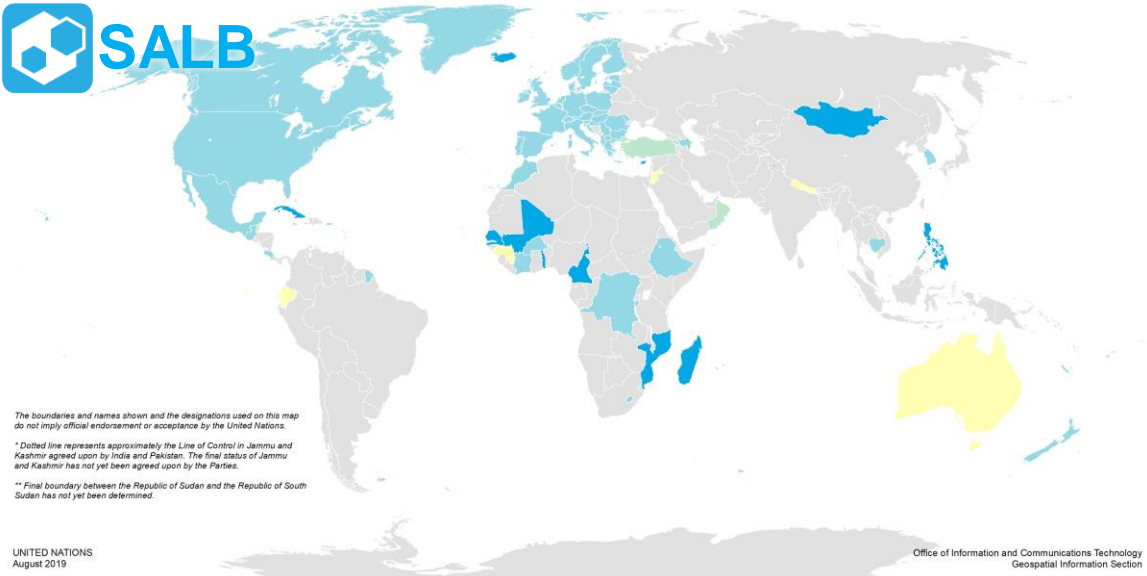 SALB
The boundaries and names shown and the designations used on this map
do not imply official endorsement or acceptance by the United Nations.
* Dotted line represents approximately the Line of Control in Jammu and
Kashmir agreed upon by India and Pakistan. The final status of Jammu
and Kashmir has not yet been agreed upon by the Parties.
** Final boundary between the Republic of Sudan and the Republic of South
Sudan has not yet been determined.
UNITED NATIONS
August 2019
Office of Information and Communications Technology
Geospatial Information Section